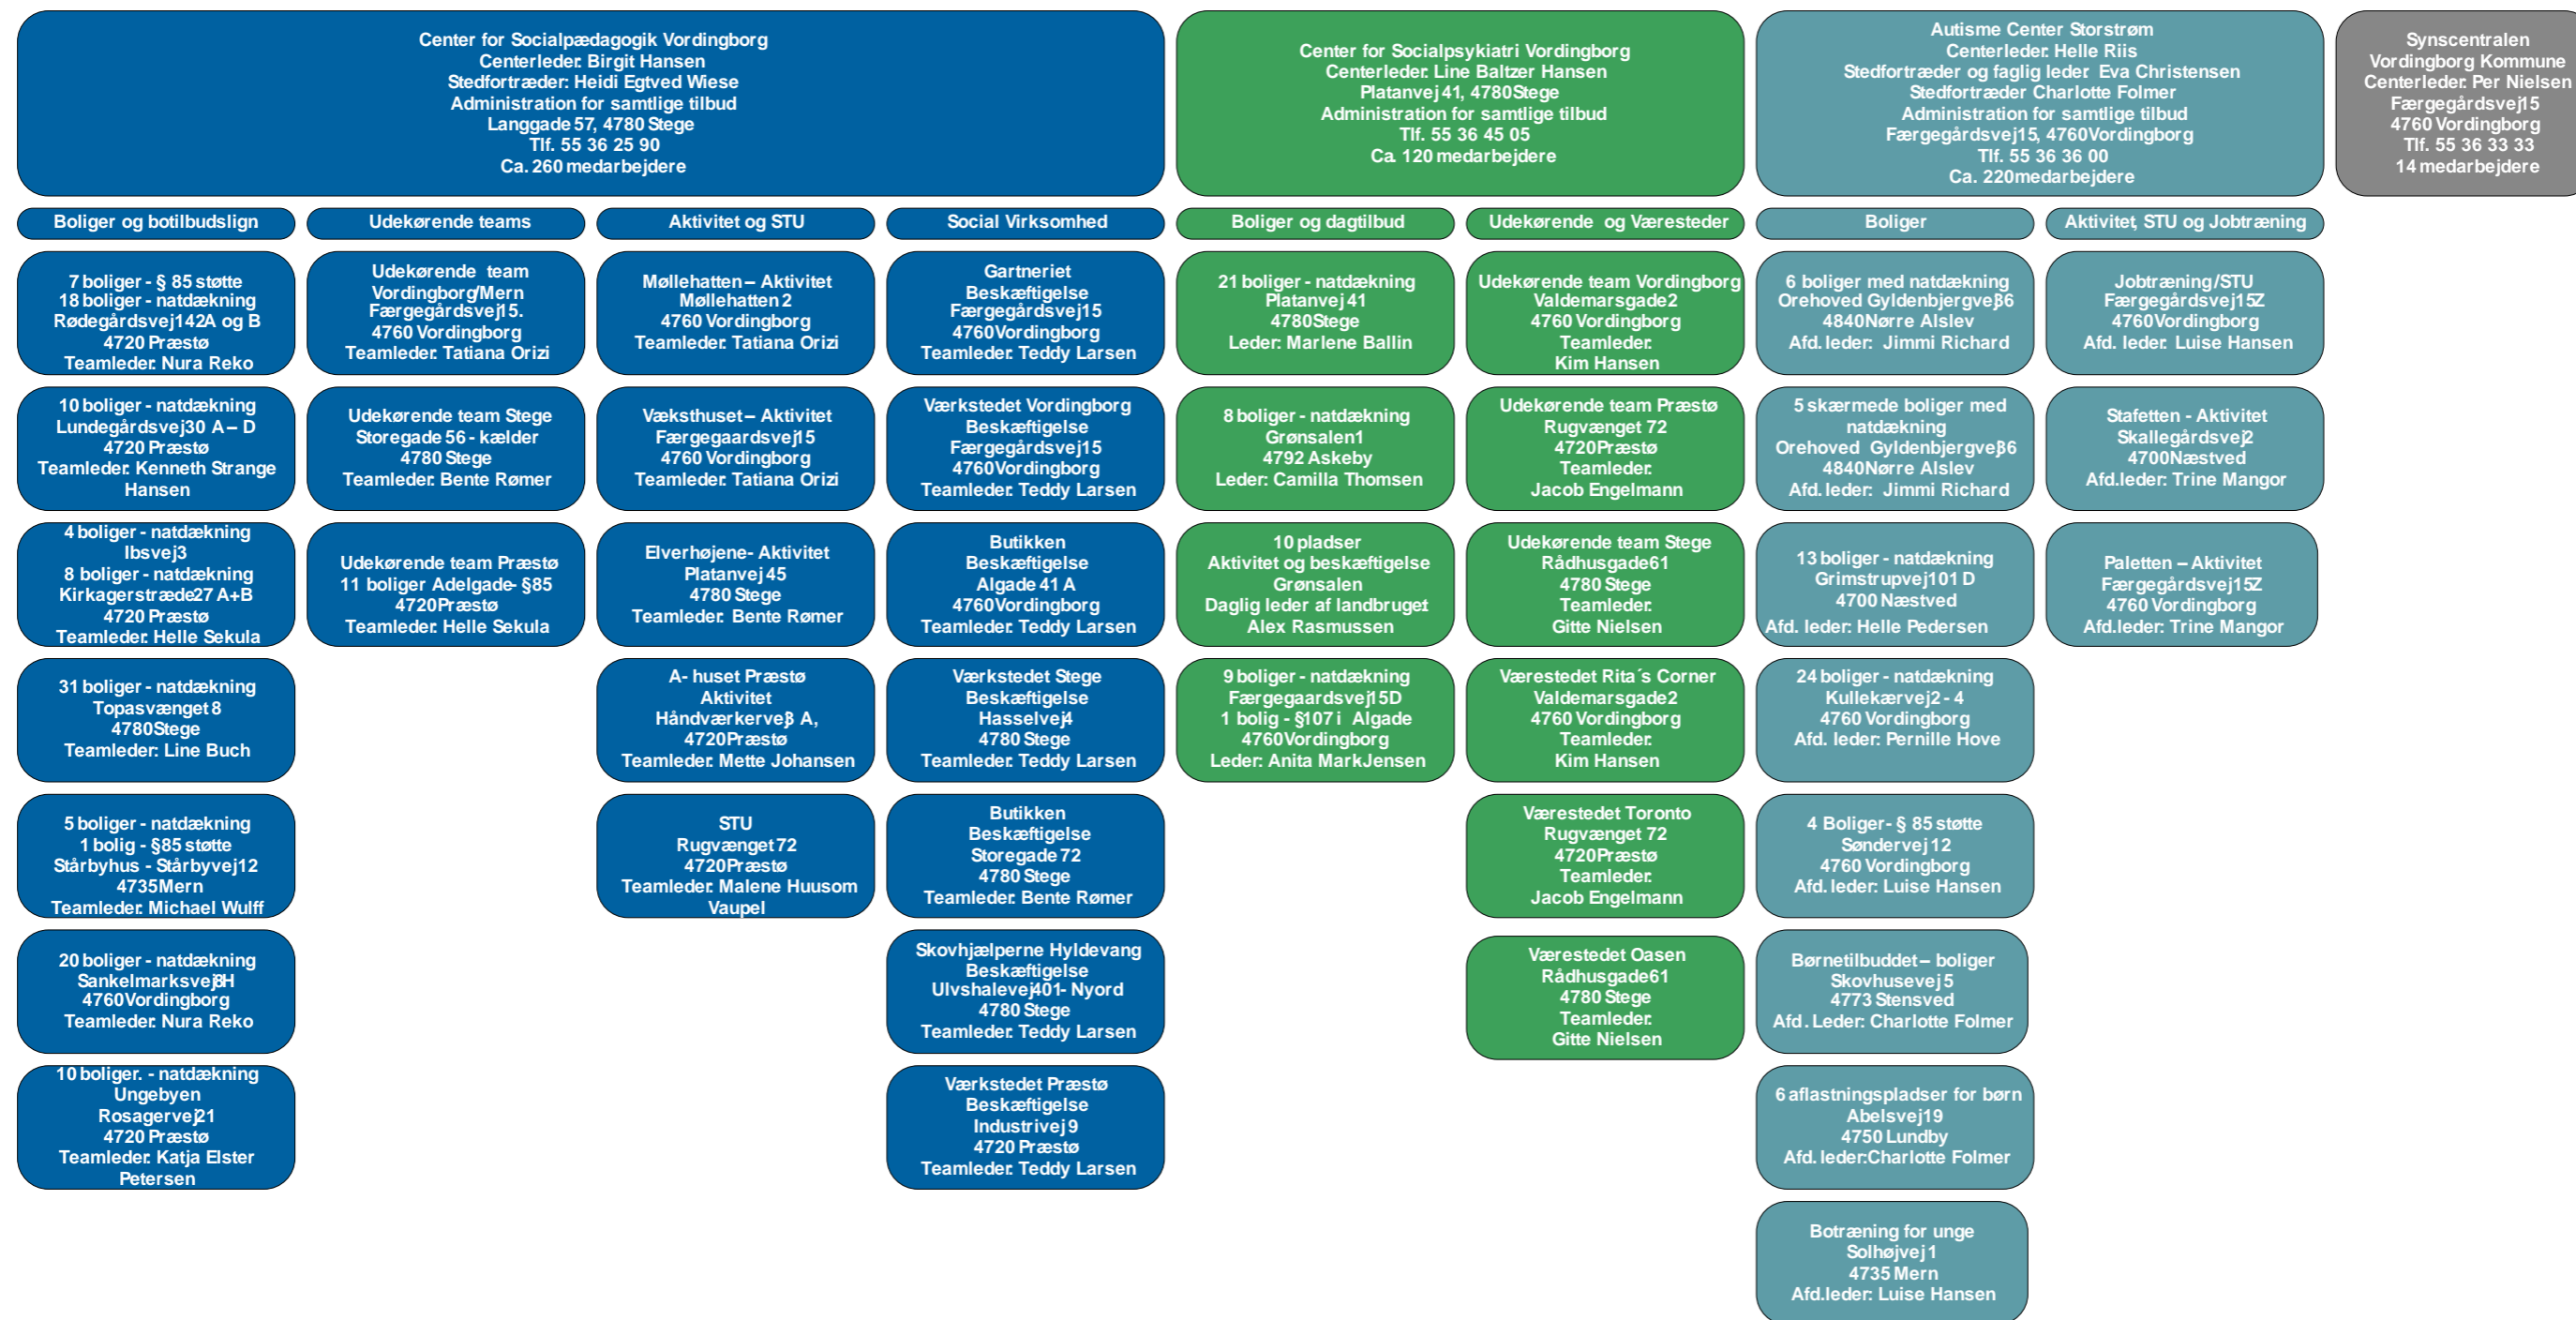 Center for Socialpædagogik Vordingborg
Centerleder: Birgit Hansen
Stedfortræder: Heidi Egtved Wiese
Administration for samtlige tilbud
Langgade 57, 4780 Stege
Tlf. 55 36 25 90
Ca. 260 medarbejdere
Center for Socialpsykiatri Vordingborg
Centerleder: Line Baltzer Hansen
Platanvej 41, 4780 Stege
Administration for samtlige tilbud
Tlf. 55 36 45 05
Ca. 120 medarbejdere
Autisme Center Storstrøm
Centerleder: Helle Riis
Stedfortræder og faglig leder: Eva Christensen
Stedfortræder Charlotte Folmer
Administration for samtlige tilbud
Færgegårdsvej 15, 4760 Vordingborg
Tlf. 55 36 36 00
Ca. 220 medarbejdere
Synscentralen
Vordingborg Kommune
Centerleder: Per Nielsen
Færgegårdsvej 15
4760 Vordingborg
Tlf. 55 36 33 33
14 medarbejdere
Boliger og botilbudslign
7 boliger - § 85 støtte
18 boliger - natdækning
Rødegårdsvej 142A og B
4720 Præstø
Teamleder: Nura Reko
10 boliger - natdækning
Lundegårdsvej 30 A – D
4720 Præstø
Teamleder: Kenneth Strange
Hansen
4 boliger - natdækning
Ibsvej 3
8 boliger - natdækning
Kirkagerstræde 27 A+B
4720 Præstø
Teamleder: Helle Sekula
31 boliger - natdækning
Topasvænget 8
4780 Stege
Teamleder: Line Buch
5 boliger - natdækning
1 bolig - §85 støtte
Stårbyhus - Stårbyvej 12
4735 Mern
Teamleder: Michael Wulff
20 boliger - natdækning
Sankelmarksvej 8H
4760 Vordingborg
Teamleder: Nura Reko
10 boliger. - natdækning
Ungebyen
Rosagervej 21
4720 Præstø
Teamleder: Katja Elster
Petersen
Udekørende teams
Udekørende team
Vordingborg/Mern
Færgegårdsvej 15.
4760 Vordingborg
Teamleder: Tatiana Orizi
Udekørende team Stege
Storegade 56 - kælder
4780 Stege
Teamleder: Bente Rømer
Udekørende team Præstø
11 boliger Adelgade - §85
4720 Præstø
Teamleder: Helle Sekula
Aktivitet og STU
Møllehatten – Aktivitet
Møllehatten 2
4760 Vordingborg
Teamleder: Tatiana Orizi
Væksthuset – Aktivitet
Færgegaardsvej 15
4760 Vordingborg
Teamleder: Tatiana Orizi
Elverhøjene - Aktivitet
Platanvej 45
4780 Stege
Teamleder: Bente Rømer
A- huset Præstø
Aktivitet
Håndværkervej 3 A,
4720 Præstø
Teamleder: Mette Johansen
STU
Rugvænget 72
4720 Præstø
Teamleder: Malene Huusom
Vaupel
Social Virksomhed
Gartneriet
Beskæftigelse
Færgegårdsvej 15
4760 Vordingborg
Teamleder: Teddy Larsen
Værkstedet Vordingborg
Beskæftigelse
Færgegårdsvej 15
4760 Vordingborg
Teamleder: Teddy Larsen
Butikken
Beskæftigelse
Algade 41 A
4760 Vordingborg
Teamleder: Teddy Larsen
Værkstedet Stege
Beskæftigelse
Hasselvej 4
4780 Stege
Teamleder: Teddy Larsen
Butikken
Beskæftigelse
Storegade 72
4780 Stege
Teamleder: Bente Rømer
Skovhjælperne Hyldevang
Beskæftigelse
Ulvshalevej 401 - Nyord
4780 Stege
Teamleder: Teddy Larsen
Værkstedet Præstø
Beskæftigelse
Industrivej 9
4720 Præstø
Teamleder: Teddy Larsen
Boliger og dagtilbud
21 boliger - natdækning
Platanvej 41
4780 Stege
Leder: Marlene Ballin
8 boliger - natdækning
Grønsalen 1
4792 Askeby
Leder: Camilla Thomsen
10 pladser
Aktivitet og beskæftigelse
Grønsalen
Daglig leder af landbruget:
Alex Rasmussen
9 boliger - natdækning
Færgegaardsvej 15D
1 bolig - §107 i Algade
4760 Vordingborg
Leder: Anita Mark Jensen
Udekørende og Væresteder
Udekørende team Vordingborg
Valdemarsgade 2
4760 Vordingborg
Teamleder:
Kim Hansen
Udekørende team Præstø
Rugvænget 72
4720 Præstø
Teamleder:
Jacob Engelmann
Udekørende team Stege
Rådhusgade 61
4780 Stege
Teamleder:
Gitte Nielsen
Værestedet Rita´s Corner
Valdemarsgade 2
4760 Vordingborg
Teamleder:
Kim Hansen
Værestedet Toronto
Rugvænget 72
4720 Præstø
Teamleder:
Jacob Engelmann
Værestedet Oasen
Rådhusgade 61
4780 Stege
Teamleder:
Gitte Nielsen
Boliger
6 boliger med natdækning
Orehoved Gyldenbjergvej 36
4840 Nørre Alslev
Afd. leder: Jimmi Richard
5 skærmede boliger med
natdækning
Orehoved Gyldenbjergvej 36
4840 Nørre Alslev
Afd. leder: Jimmi Richard
13 boliger - natdækning
Grimstrupvej 101 D
4700 Næstved
Afd. leder: Helle Pedersen
24 boliger - natdækning
Kullekærvej 2 - 4
4760 Vordingborg
Afd. leder: Pernille Hove
4 Boliger - § 85 støtte
Søndervej 12
4760 Vordingborg
Afd. leder: Luise Hansen
Børnetilbuddet – boliger
Skovhusevej 5
4773 Stensved
Afd. Leder: Charlotte Folmer
6 aflastningspladser for børn
Abelsvej 19
4750 Lundby
Afd. leder: Charlotte Folmer
Botræning for unge
Solhøjvej 1
4735 Mern
Afd.leder: Luise Hansen
Aktivitet, STU og Jobtræning
Jobtræning/STU
Færgegårdsvej 15Z
4760 Vordingborg
Afd. leder: Luise Hansen
Stafetten - Aktivitet
Skallegårdsvej 2
4700 Næstved
Afd.leder: Trine Mangor
Paletten – Aktivitet
Færgegårdsvej 15Z
4760 Vordingborg
Afd.leder: Trine Mangor